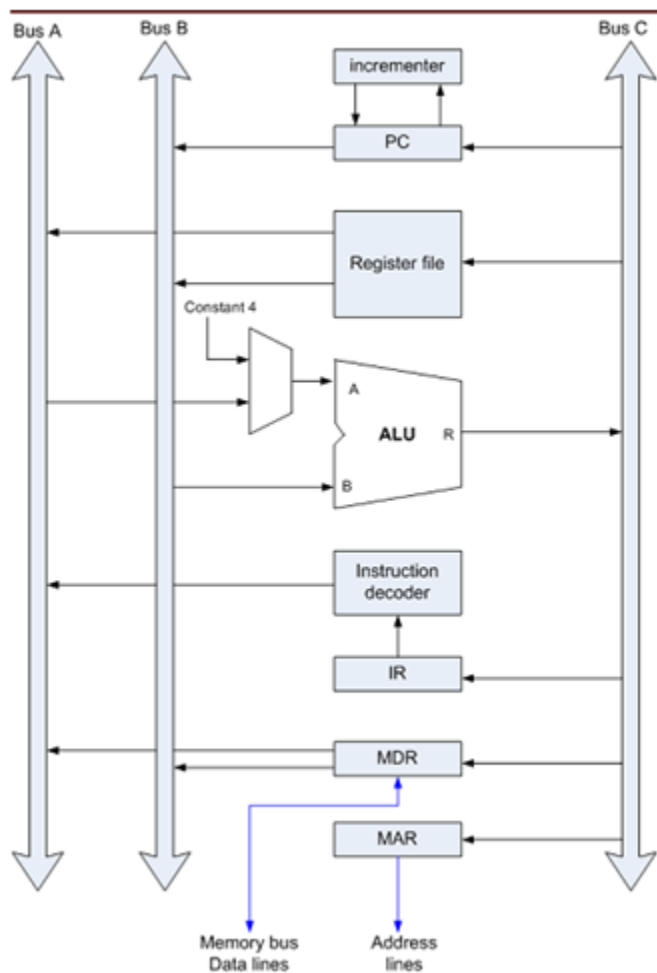 Bus A
Bus B
Bus C
incrementer
PC
Register file
Constant 4
A
ALU
R
B
Instruction
decoder
IR
MDR
MAR
Memory bus
Data lines
Address
lines